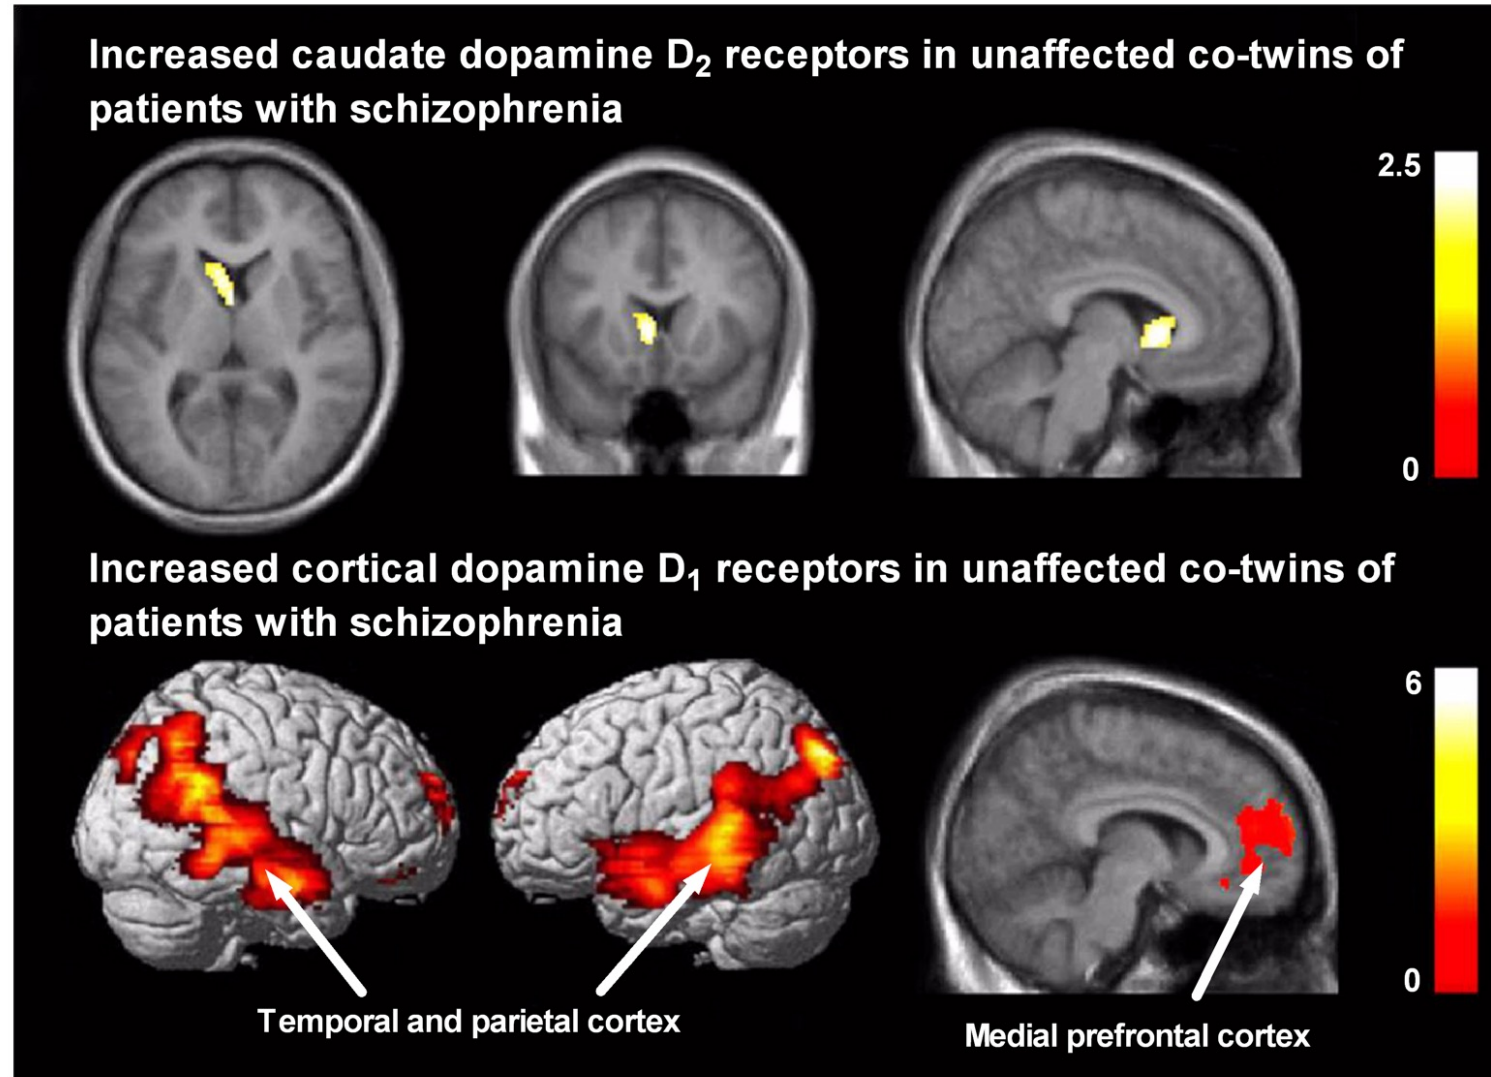 Increased caudate dopamine D₂ receptors in unaffected co-twins of
patients with schizophrenia
2.5
0
Increased cortical dopamine D₁ receptors in unaffected co-twins of
patients with schizophrenia
6
0
Temporal and parietal cortex
Medial prefrontal cortex